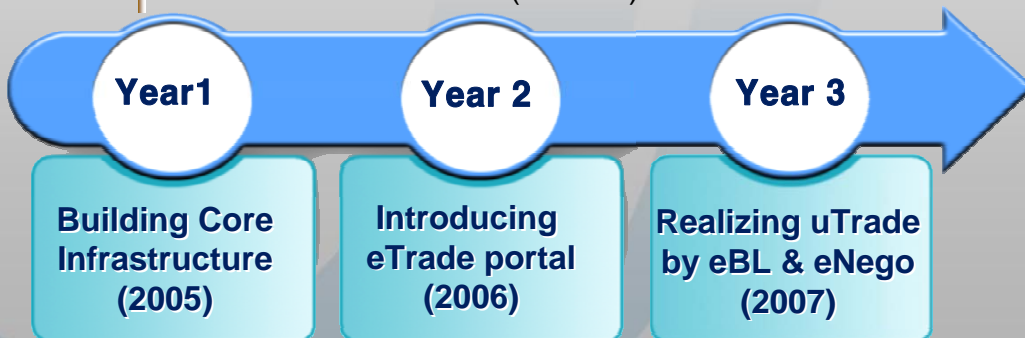 Year1
Year 2
Year 3
Building Core
Infrastructure
(2005)
Introducing
eTrade portal
(2006)
Realizing uTrade
by eBL & eNego
(2007)